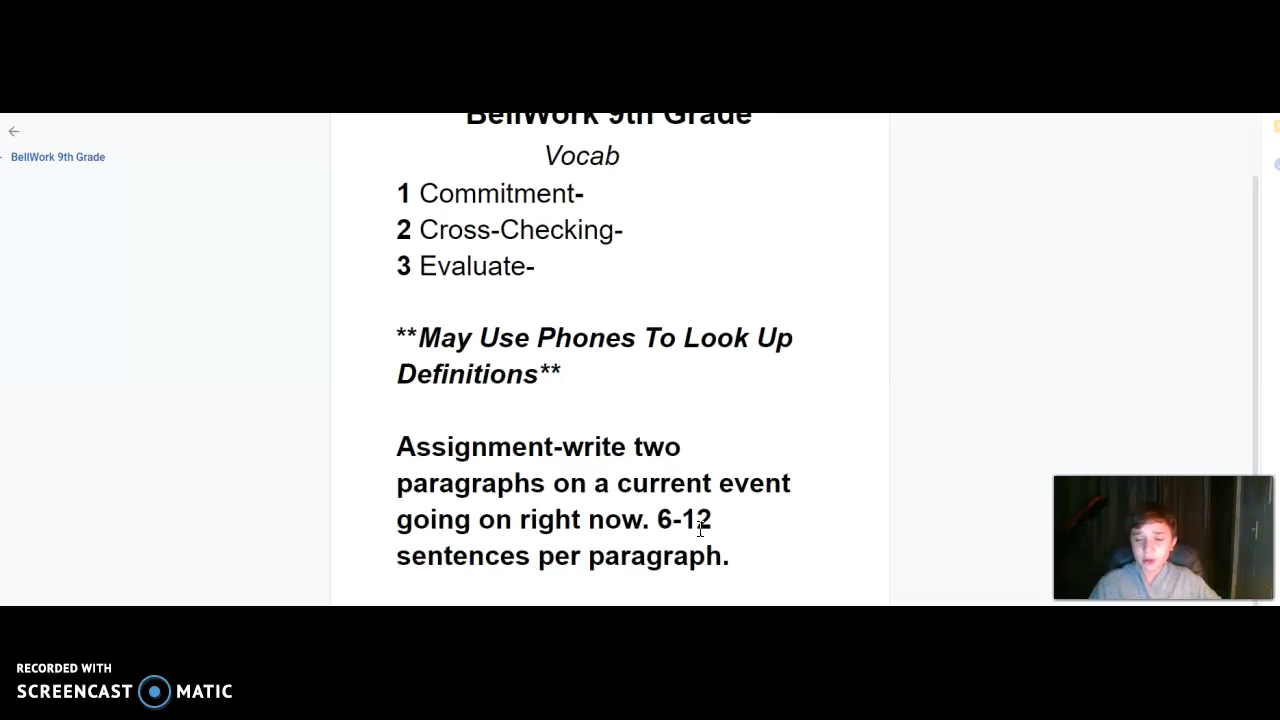 BellWork 9th Grade
BellWork 9th Grade
Vocab
1 Commitment-
2 Cross-Checking-
3 Evaluate-
**May Use Phones To Look Up
Definitions**
Assignment-write two
paragraphs on a current event
going on right now. 6-12
sentences per paragraph.
RECORDED WITH
SCREENCAST MATIC